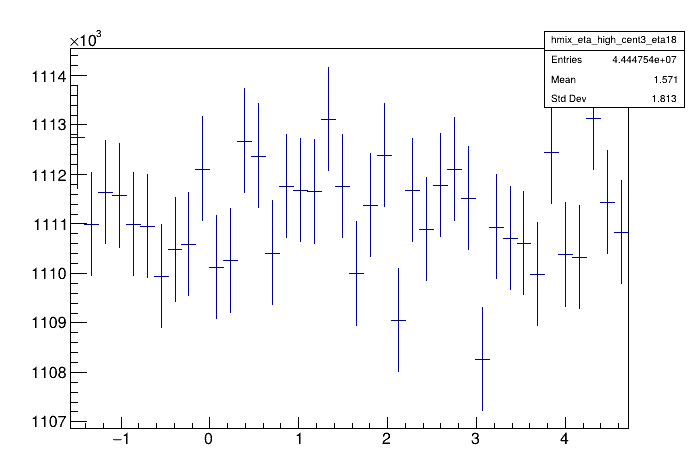 ×10³
hmix_eta_high_cent3_eta18
Entries 4.444754e+07
Mean 1.571
Std Dev 1.813
1114
1113
1112
1111
1110
1109
1108
1107
−1 0 1 2 3 4